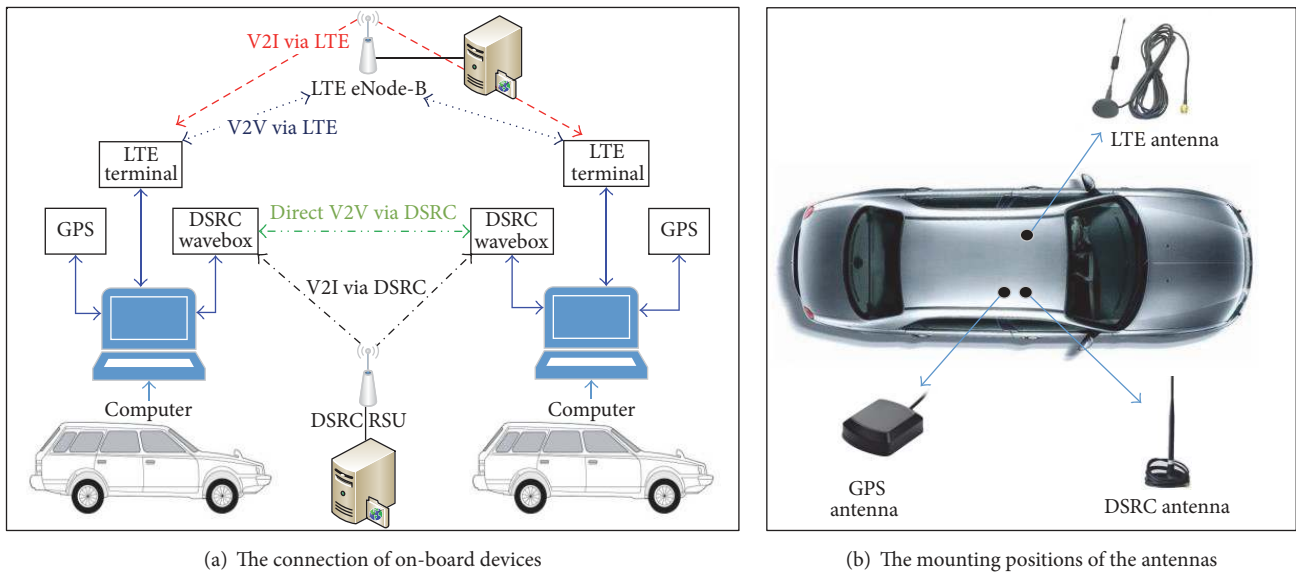 V2I via LTE
LTE eNode-B
V2V via LTE
LTE
terminal
LTE
terminal
GPS
DSRC
wavebox
Direct V2V via DSRC
DSRC
wavebox
GPS
V2I via DSRC
Computer
DSRC RSU
Computer
(a) The connection of on-board devices
LTE antenna
GPS
antenna
DSRC antenna
(b) The mounting positions of the antennas